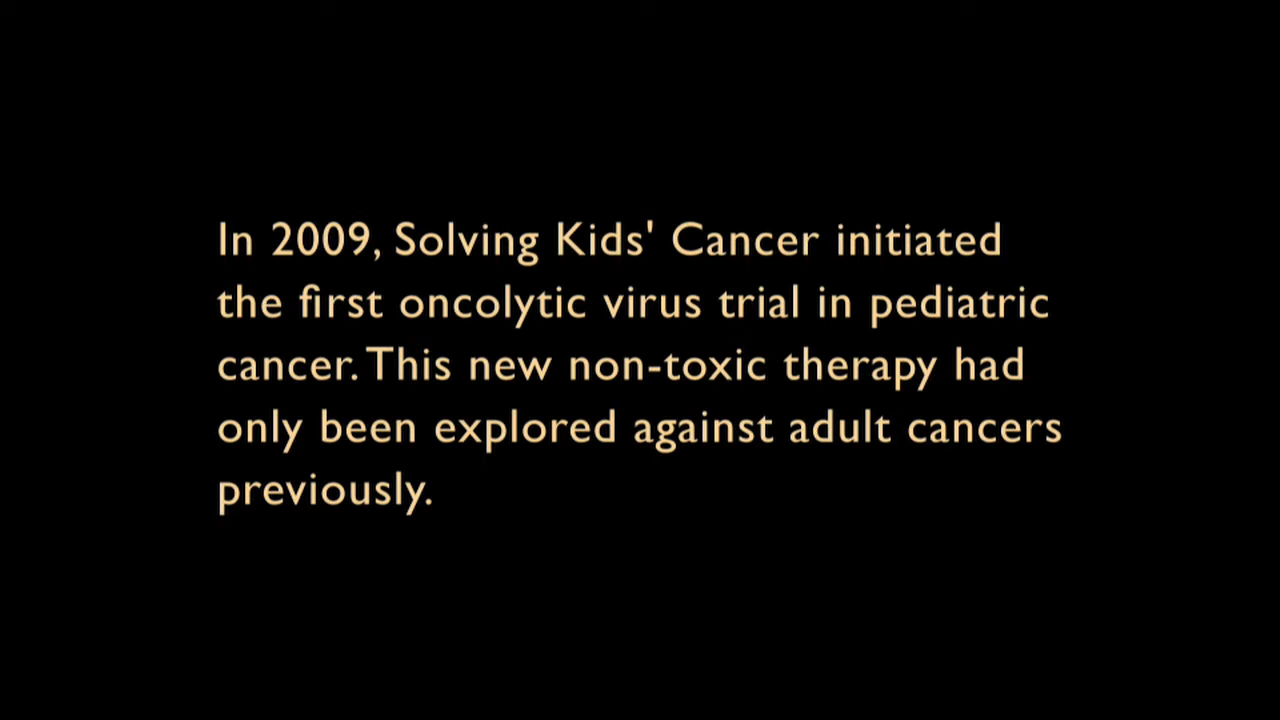 In 2009, Solving Kids' Cancer initiated
the first oncolytic virus trial in pediatric
cancer. This new non-toxic therapy had
only been explored against adult cancers
previously.